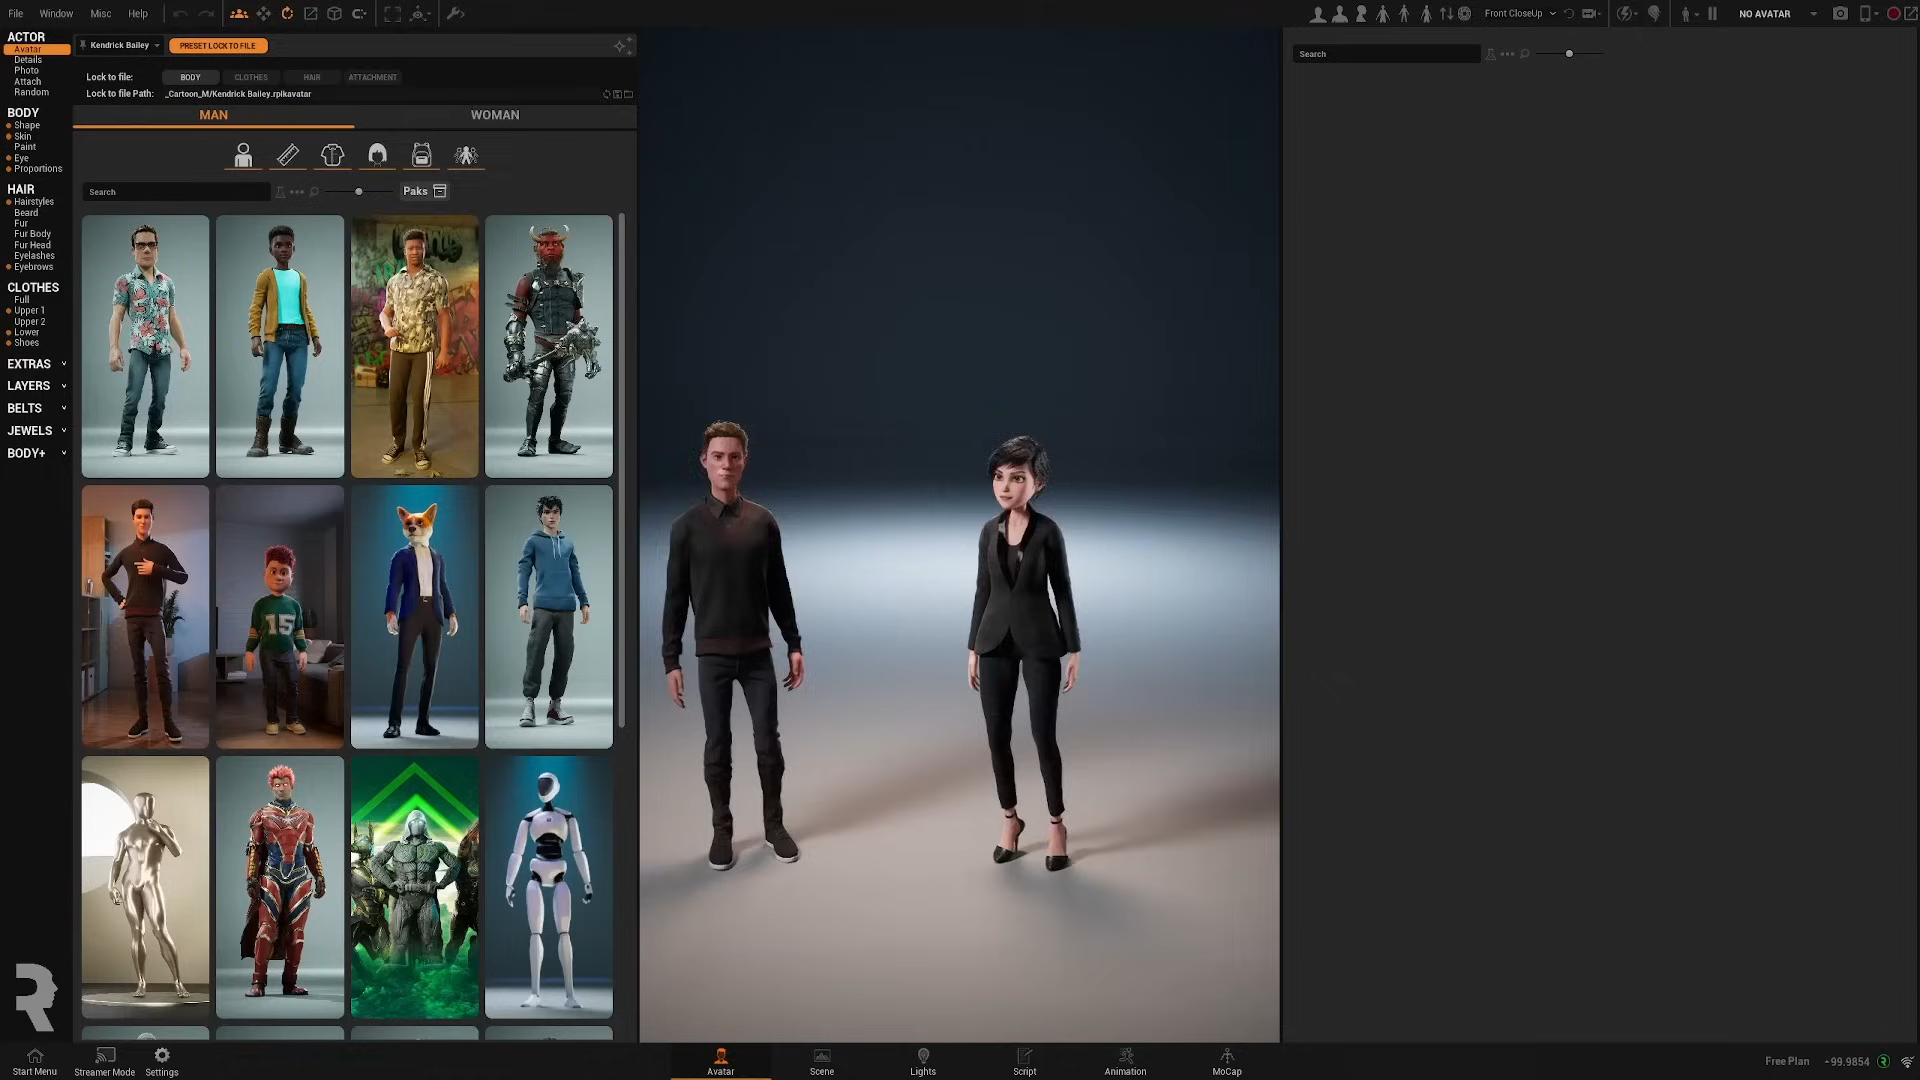 File Window Misc Help
Front CloseUp
NO AVATAR
ACTOR
Avatar
Details
Photo
Attach
Random
BODY
Shape
Skin
Paint
Eye
Proportions
HAIR
Hairstyles
Beard
Fur
Fur Body
Fur Head
Eyelashes
Eyebrows
CLOTHES
Full
Upper 1
Upper 2
Lower
Shoes
EXTRAS
LAYERS
BELTS
JEWELS
BODY+
Kendrick Bailey
PRESET LOCK TO FILE
Lock to file: BODY CLOTHES HAIR ATTACHMENT
Lock to file Path: _Cartoon_M/Kendrick Bailey.rplkavatar
MAN WOMAN
Search
Paks
15
Search
Start Menu
Streamer Mode
Settings
Avatar
Scene
Lights
Script
Animation
MoCap
Free Plan
-99.9854